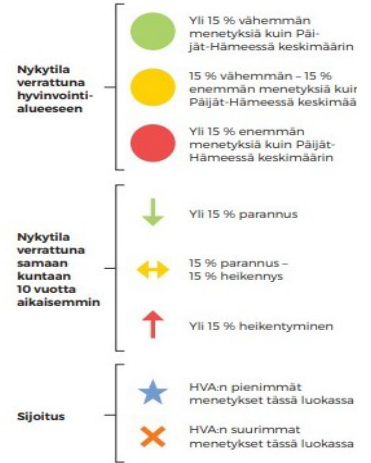 Yli 15 % vähemmän
menetyksiä kuin Päi-
jät-Hämeessä keskimäärin
Nykytila
verrattuna
hyvinvointi-
alueeseen
15 % vähemmän – 15 %
enemmän menetyksiä kuin
Päijät-Hämeessä keskimää
Yli 15 % enemmän
menetyksiä kuin Päijät-
Hämeessä keskimäärin
Nykytila
verrattuna
samaan
kuntaan
10 vuotta
aikaisemmin
Yli 15 % parannus
15 % parannus –
15 % heikennys
Yli 15 % heikentyminen
Sijoitus
HVA:n pienimmät
menetykset tässä luokassa
HVA:n suurimmat
menetykset tässä luokassa